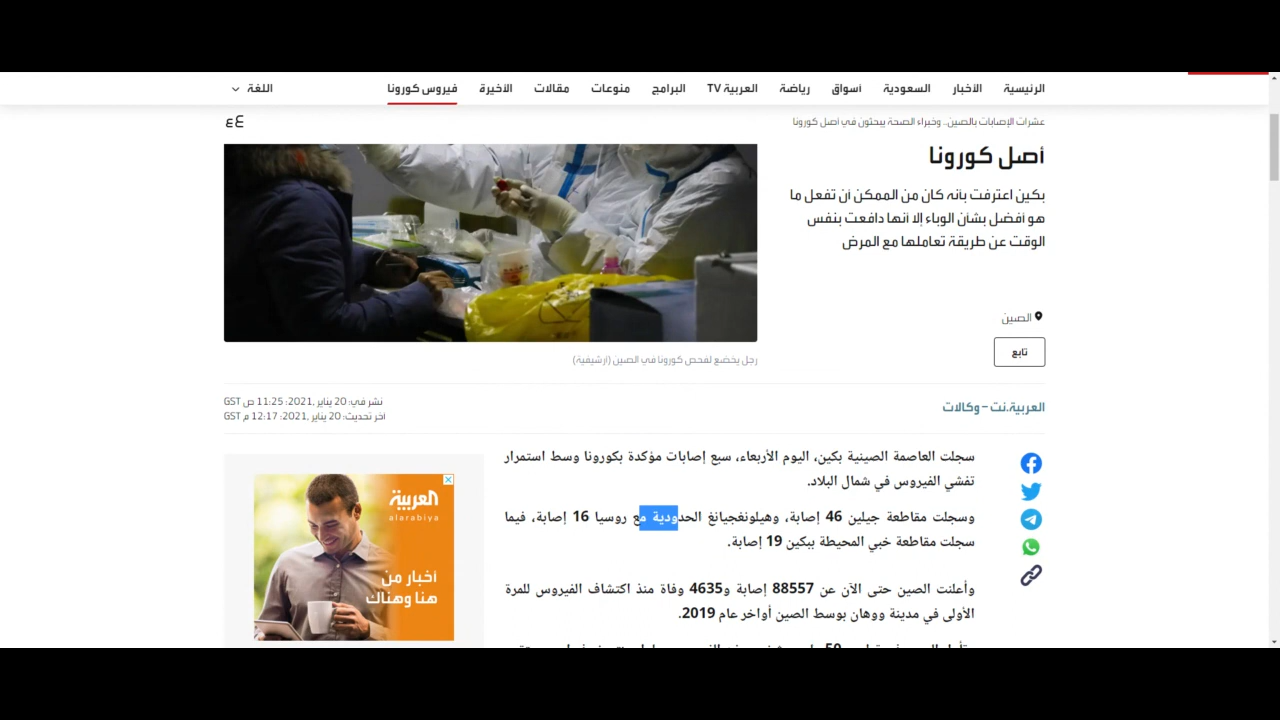 الرئيسية الأخبار السعودية أسواق رياضة العربية TV البرامج منوعات مقالات الأخيرة فيروس كورونا اللغة
عشرات الإصابات بالصين.. وخبراء الصحة يبحثون في أصل كورونا
ع ع
أصل كورونا
بكين اعترفت بأنه كان من الممكن أن تفعل ما
هو أفضل بشأن الوباء إلا أنها دافعت بنفس
الوقت عن طريقة تعاملها مع المرض
الصين
تابع
رجل يخضع لفحص كورونا في الصين (أرشيفية)
العربية.نت - وكالات
نشر في: 20 يناير ,2021: 11:25 ص GST
آخر تحديث: 20 يناير ,2021: 12:17 م GST
سجلت العاصمة الصينية بكين، اليوم الأربعاء، سبع إصابات مؤكدة بكورونا وسط استمرار
تفشي الفيروس في شمال البلاد.
وسجلت مقاطعة جيلين 46 إصابة، وهيلونغجيانغ الحدودية مع روسيا 16 إصابة، فيما
سجلت مقاطعة خبي المحيطة ببكين 19 إصابة.
وأعلنت الصين حتى الآن عن 88557 إصابة و4635 وفاة منذ اكتشاف الفيروس للمرة
الأولى في مدينة ووهان بوسط الصين أواخر عام 2019.
العربية
alarabiya
أخبار من
هنا وهناك